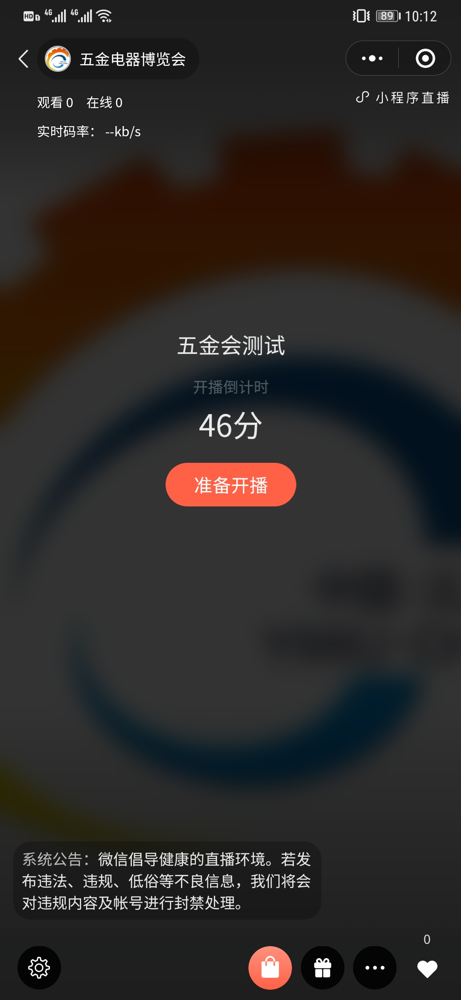 HD 1 4G 4G 89 10:12
五金电器博览会
观看 0 在线 0
小程序直播
实时码率： --kb/s
五金会测试
开播倒计时
46分
准备开播
系统公告：微信倡导健康的直播环境。若发
布违法、违规、低俗等不良信息，我们将会
对违规内容及帐号进行封禁处理。
0